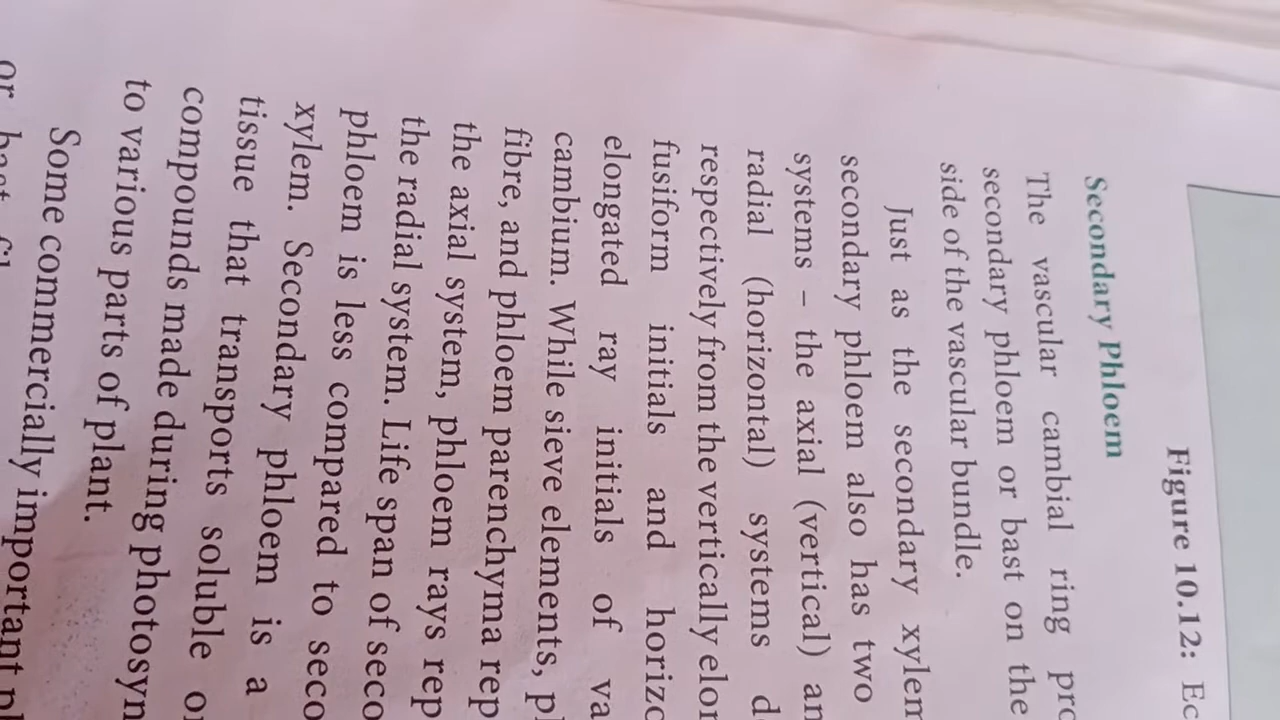 Figure 10.12: Ec
Secondary Phloem
The vascular cambial ring pro
secondary phloem or bast on the
side of the vascular bundle.
Just as the secondary xylem
secondary phloem also has two
systems – the axial (vertical) an
radial (horizontal) systems d
respectively from the vertically elon
fusiform initials and horizo
elongated ray initials of va
cambium. While sieve elements, pl
fibre, and phloem parenchyma rep
the axial system, phloem rays rep
the radial system. Life span of seco
phloem is less compared to seco
xylem. Secondary phloem is a
tissue that transports soluble o
compounds made during photosyn
to various parts of plant.
Some commercially important pl
or bast